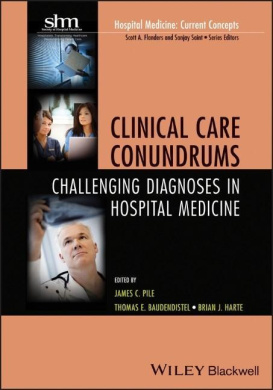 shm
Society of Hospital Medicine
Hospital Medicine: Current Concepts
Scott A. Flanders and Sanjay Saint • Series Editors
CLINICAL CARE
CONUNDRUMS
CHALLENGING DIAGNOSES IN
HOSPITAL MEDICINE
EDITED BY
JAMES C. PILE
THOMAS E. BAUDENDISTEL • BRIAN J. HARTE
WILEY Blackwell